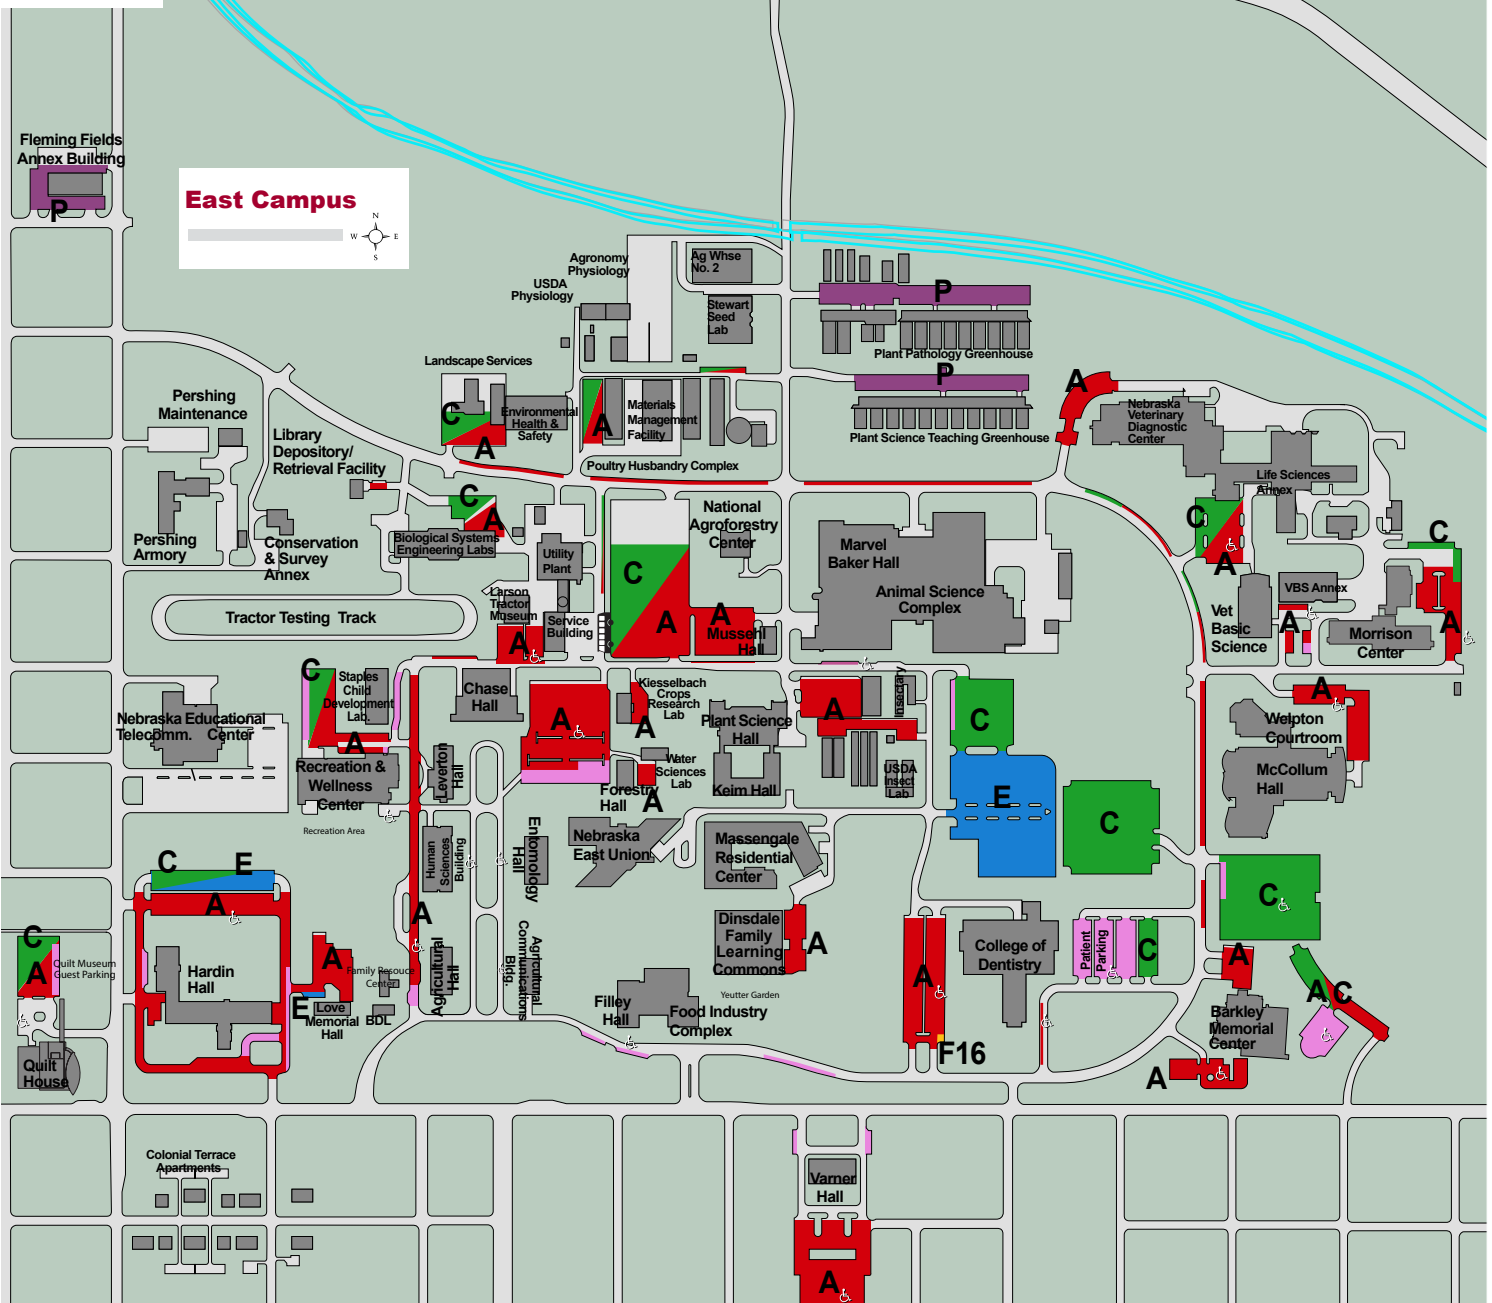 Fleming Fields
Annex Building
P
East Campus
N
W
E
S
Agronomy
Physiology
USDA
Physiology
Ag Whse
No. 2
Stewart
Seed
Lab
P
Plant Pathology Greenhouse
P
Plant Science Teaching Greenhouse
Landscape Services
C
A
Environmental
Health &
Safety
A
Materials
Management
Facility
Poultry Husbandry Complex
A
Nebraska
Veterinary
Diagnostic
Center
Life Sciences
Annex
Pershing
Maintenance
Library
Depository/
Retrieval Facility
Pershing
Armory
Conservation
& Survey
Annex
C
A
Biological Systems
Engineering Labs
Utility
Plant
National
Agroforestry
Center
Marvel
Baker Hall
Animal Science
Complex
C
A
C
A
VBS Annex
Vet
Basic
Science
A
Morrison
Center
Tractor Testing Track
Larson
Tractor
Museum
A
Service
Building
C
A
A
Mussehl
Hall
C
Staples
Child
Development
Lab.
A
Chase
Hall
A
Kiesselbach
Crops
Research
Lab
A
Plant Science
Hall
A
Insectary
C
A
Welpton
Courtroom
Nebraska Educational
Telecomm. Center
Recreation &
Wellness
Center
Recreation Area
Leverton
Hall
Forestry
Hall
Water
Sciences
Lab
A
Keim Hall
USDA
Insect
Lab
E
McCollum
Hall
C
Human
Sciences
Building
Entomology
Hall
Nebraska
East Union
Massengale
Residential
Center
C
E
A
A
C
C
A
Quilt Museum
Guest Parking
Hardin
Hall
A
Family Resouce
Center
E
Love
Memorial
Hall
BDL
Agricultural
Hall
Agricultural
Communications
Bldg.
Dinsdale
Family
Learning
Commons
A
A
College of
Dentistry
Patient
Parking
C
A
A
C
Quilt
House
Filley
Hall
Food Industry
Complex
Yeutter Garden
F16
Barkley
Memorial
Center
A
Colonial Terrace
Apartments
Varner
Hall
A